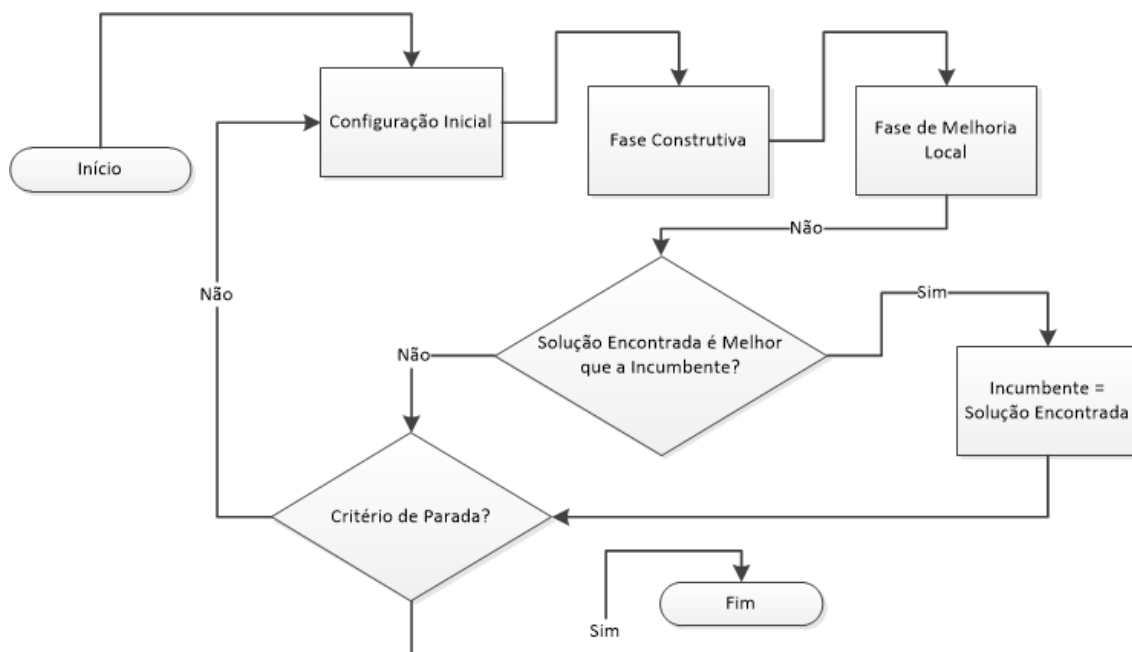 Configuração Inicial
Fase Construtiva
Fase de Melhoria
Local
Início
Não
Não
Sim
Solução Encontrada é Melhor
que a Incumbente?
Não
Incumbente =
Solução Encontrada
Critério de Parada?
Fim
Sim